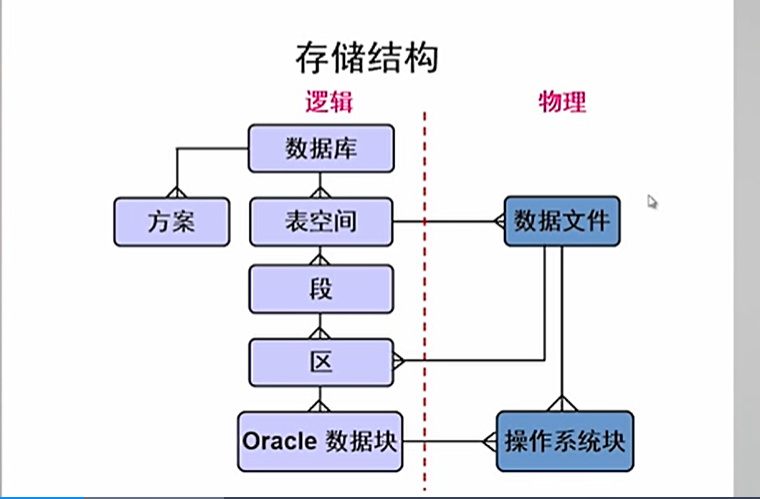 存储结构
逻辑
物理
数据库
方案
表空间
数据文件
段
区
Oracle 数据块
操作系统块